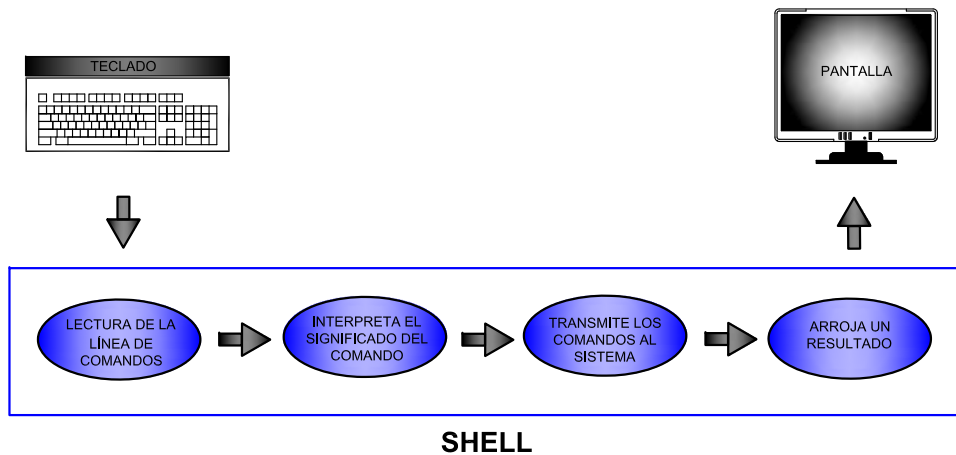 TECLADO
PANTALLA
LECTURA DE LA
LÍNEA DE
COMANDOS
INTERPRETA EL
SIGNIFICADO DEL
COMANDO
TRANSMITE LOS
COMANDOS AL
SISTEMA
ARROJA UN
RESULTADO
SHELL